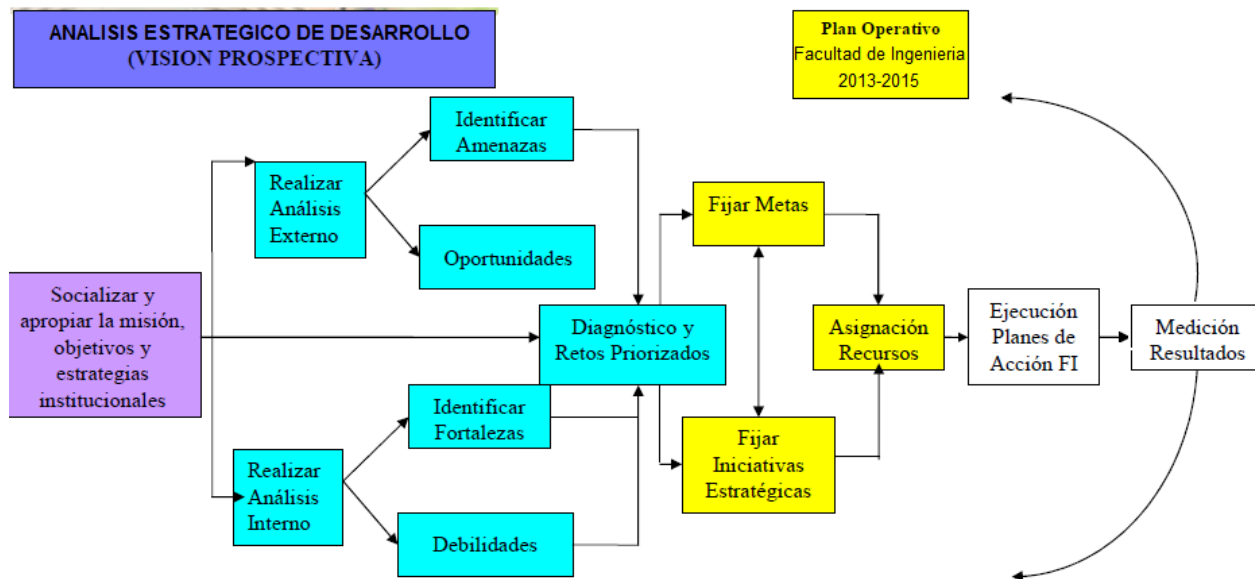 ANALISIS ESTRATEGICO DE DESARROLLO
(VISION PROSPECTIVA)
Plan Operativo
Facultad de Ingenieria
2013-2015
Identificar
Amenazas
Realizar
Análisis
Externo
Oportunidades
Fijar Metas
Socializar y
apropiar la misión,
objetivos y
estrategias
institucionales
Diagnóstico y
Retos Priorizados
Asignación
Recursos
Ejecución
Planes de
Acción FI
Medición
Resultados
Identificar
Fortalezas
Realizar
Análisis
Interno
Debilidades
Fijar
Iniciativas
Estratégicas